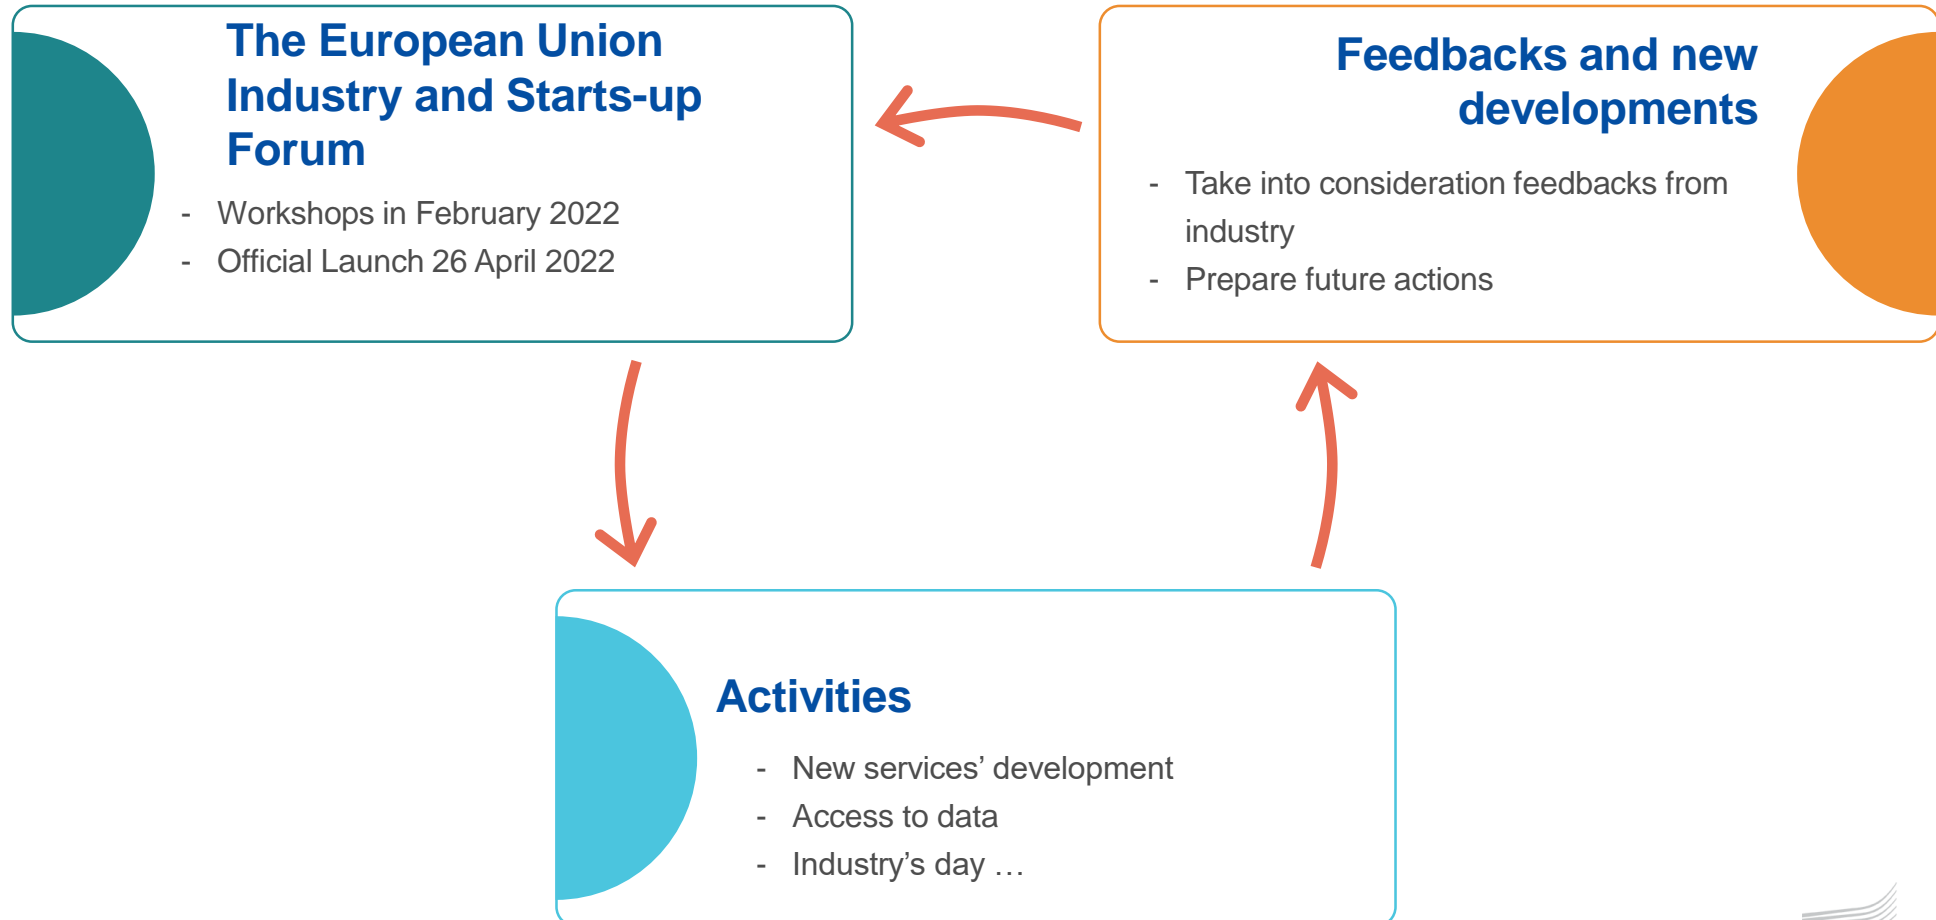 The European Union
Industry and Starts-up
Forum
- Workshops in February 2022
- Official Launch 26 April 2022
Feedbacks and new
developments
- Take into consideration feedbacks from
industry
- Prepare future actions
Activities
- New services’ development
- Access to data
- Industry’s day …